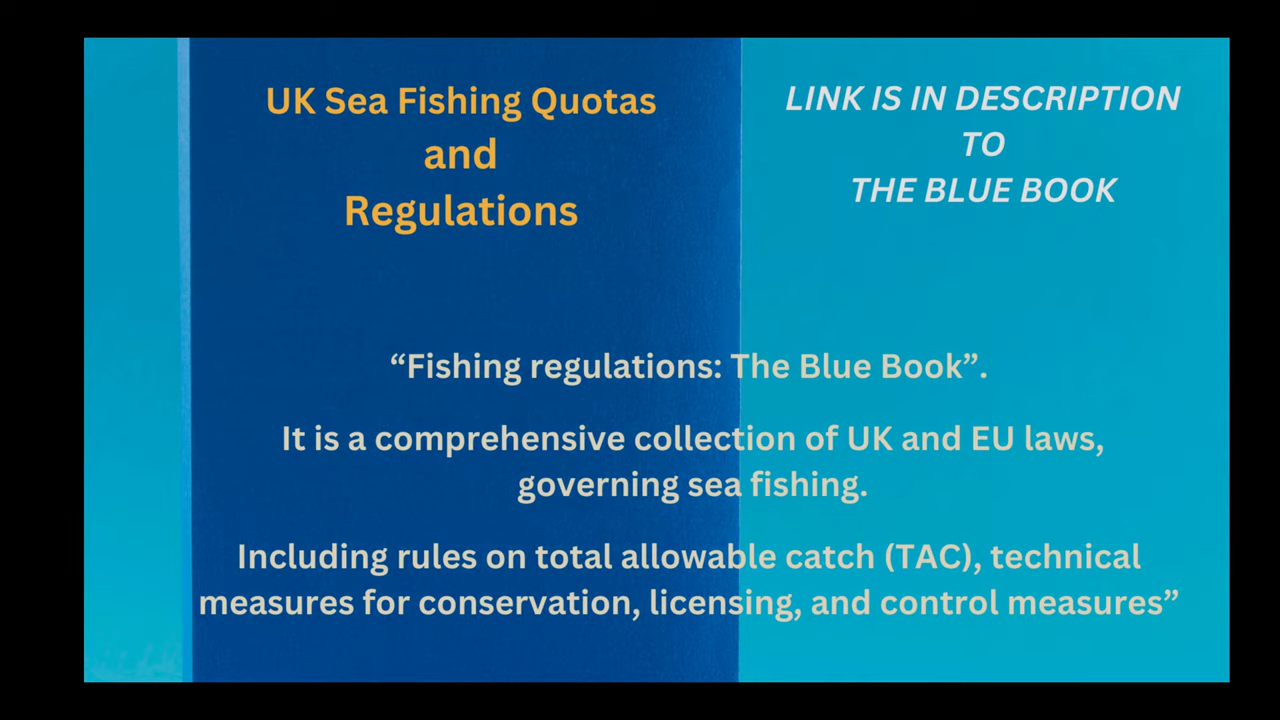 UK Sea Fishing Quotas
and
Regulations
LINK IS IN DESCRIPTION
TO
THE BLUE BOOK
“Fishing regulations: The Blue Book”.
It is a comprehensive collection of UK and EU laws,
governing sea fishing.
Including rules on total allowable catch (TAC), technical
measures for conservation, licensing, and control measures”